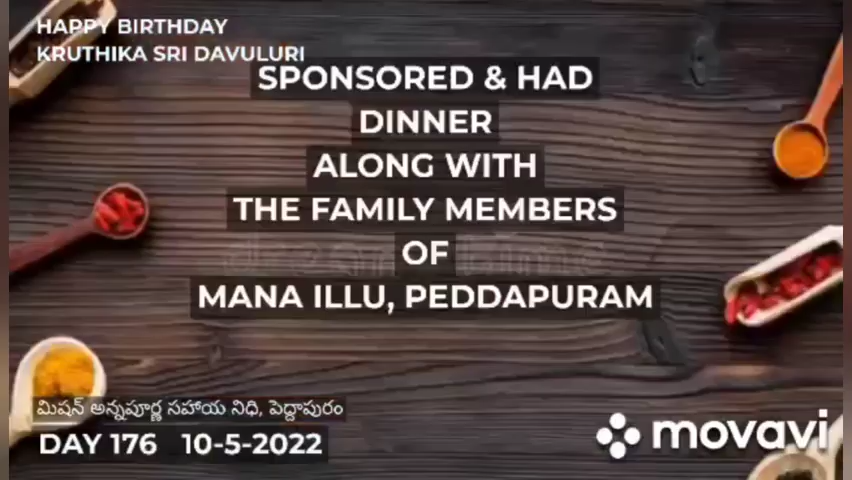 HAPPY BIRTHDAY
KRUTHIKA SRI DAVULURI
SPONSORED & HAD
DINNER
ALONG WITH
THE FAMILY MEMBERS
OF
MANA ILLU, PEDDAPURAM
మిషన్ అన్నపూర్ణ సహాయ నిధి, పెద్దాపురం
DAY 176 10-5-2022
movavi